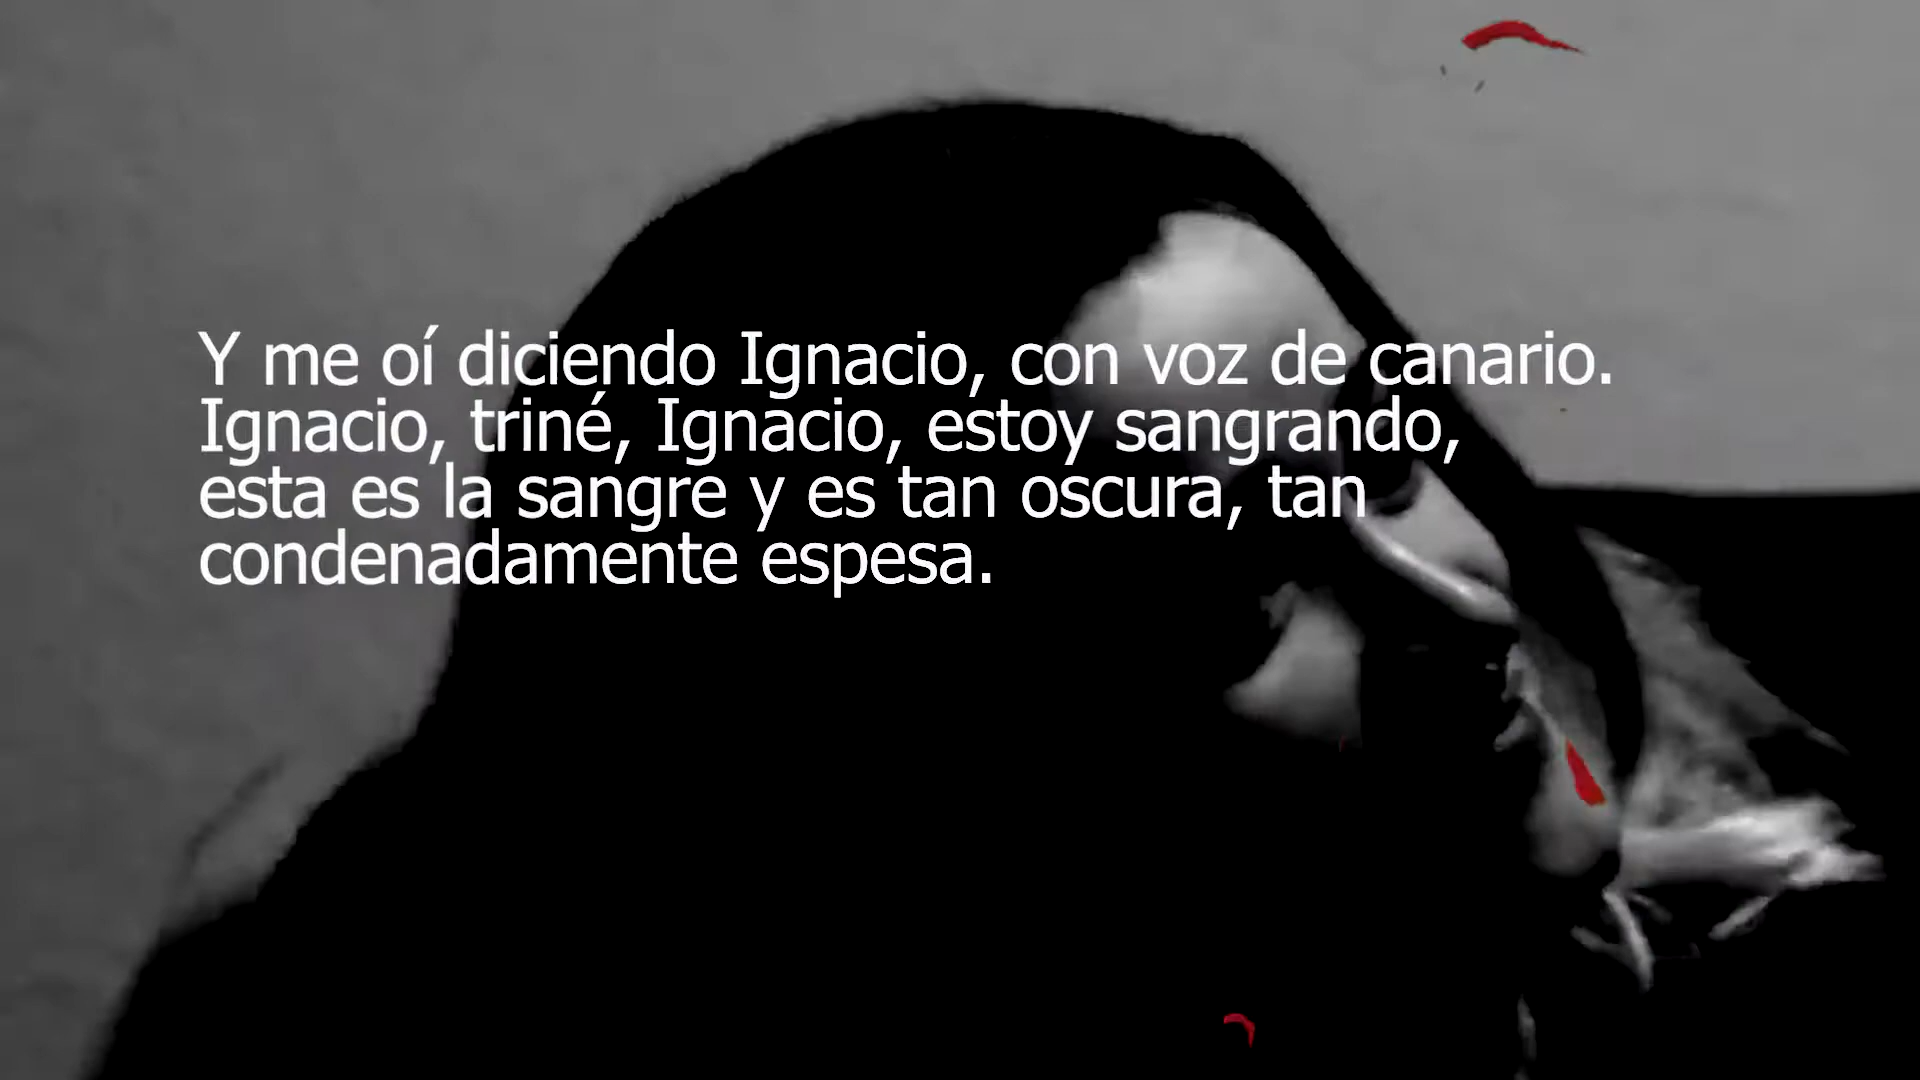 Y me oí diciendo Ignacio, con voz de canario.
Ignacio, triné, Ignacio, estoy sangrando,
esta es la sangre y es tan oscura, tan
condenadamente espesa.